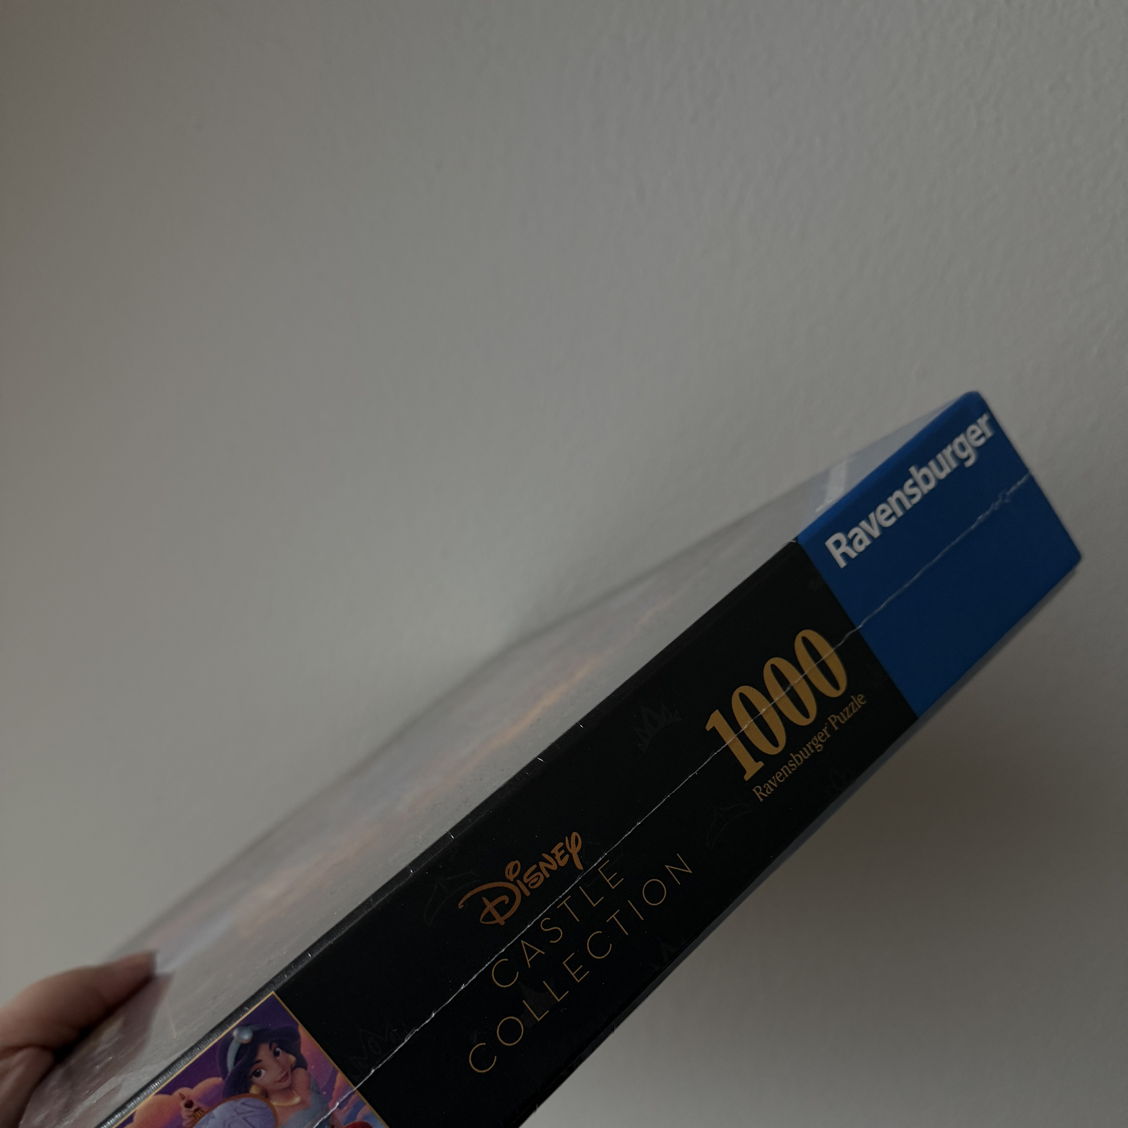 Ravensburger
1000
Ravensburger Puzzle
Disney
CASTLE
COLLECTION